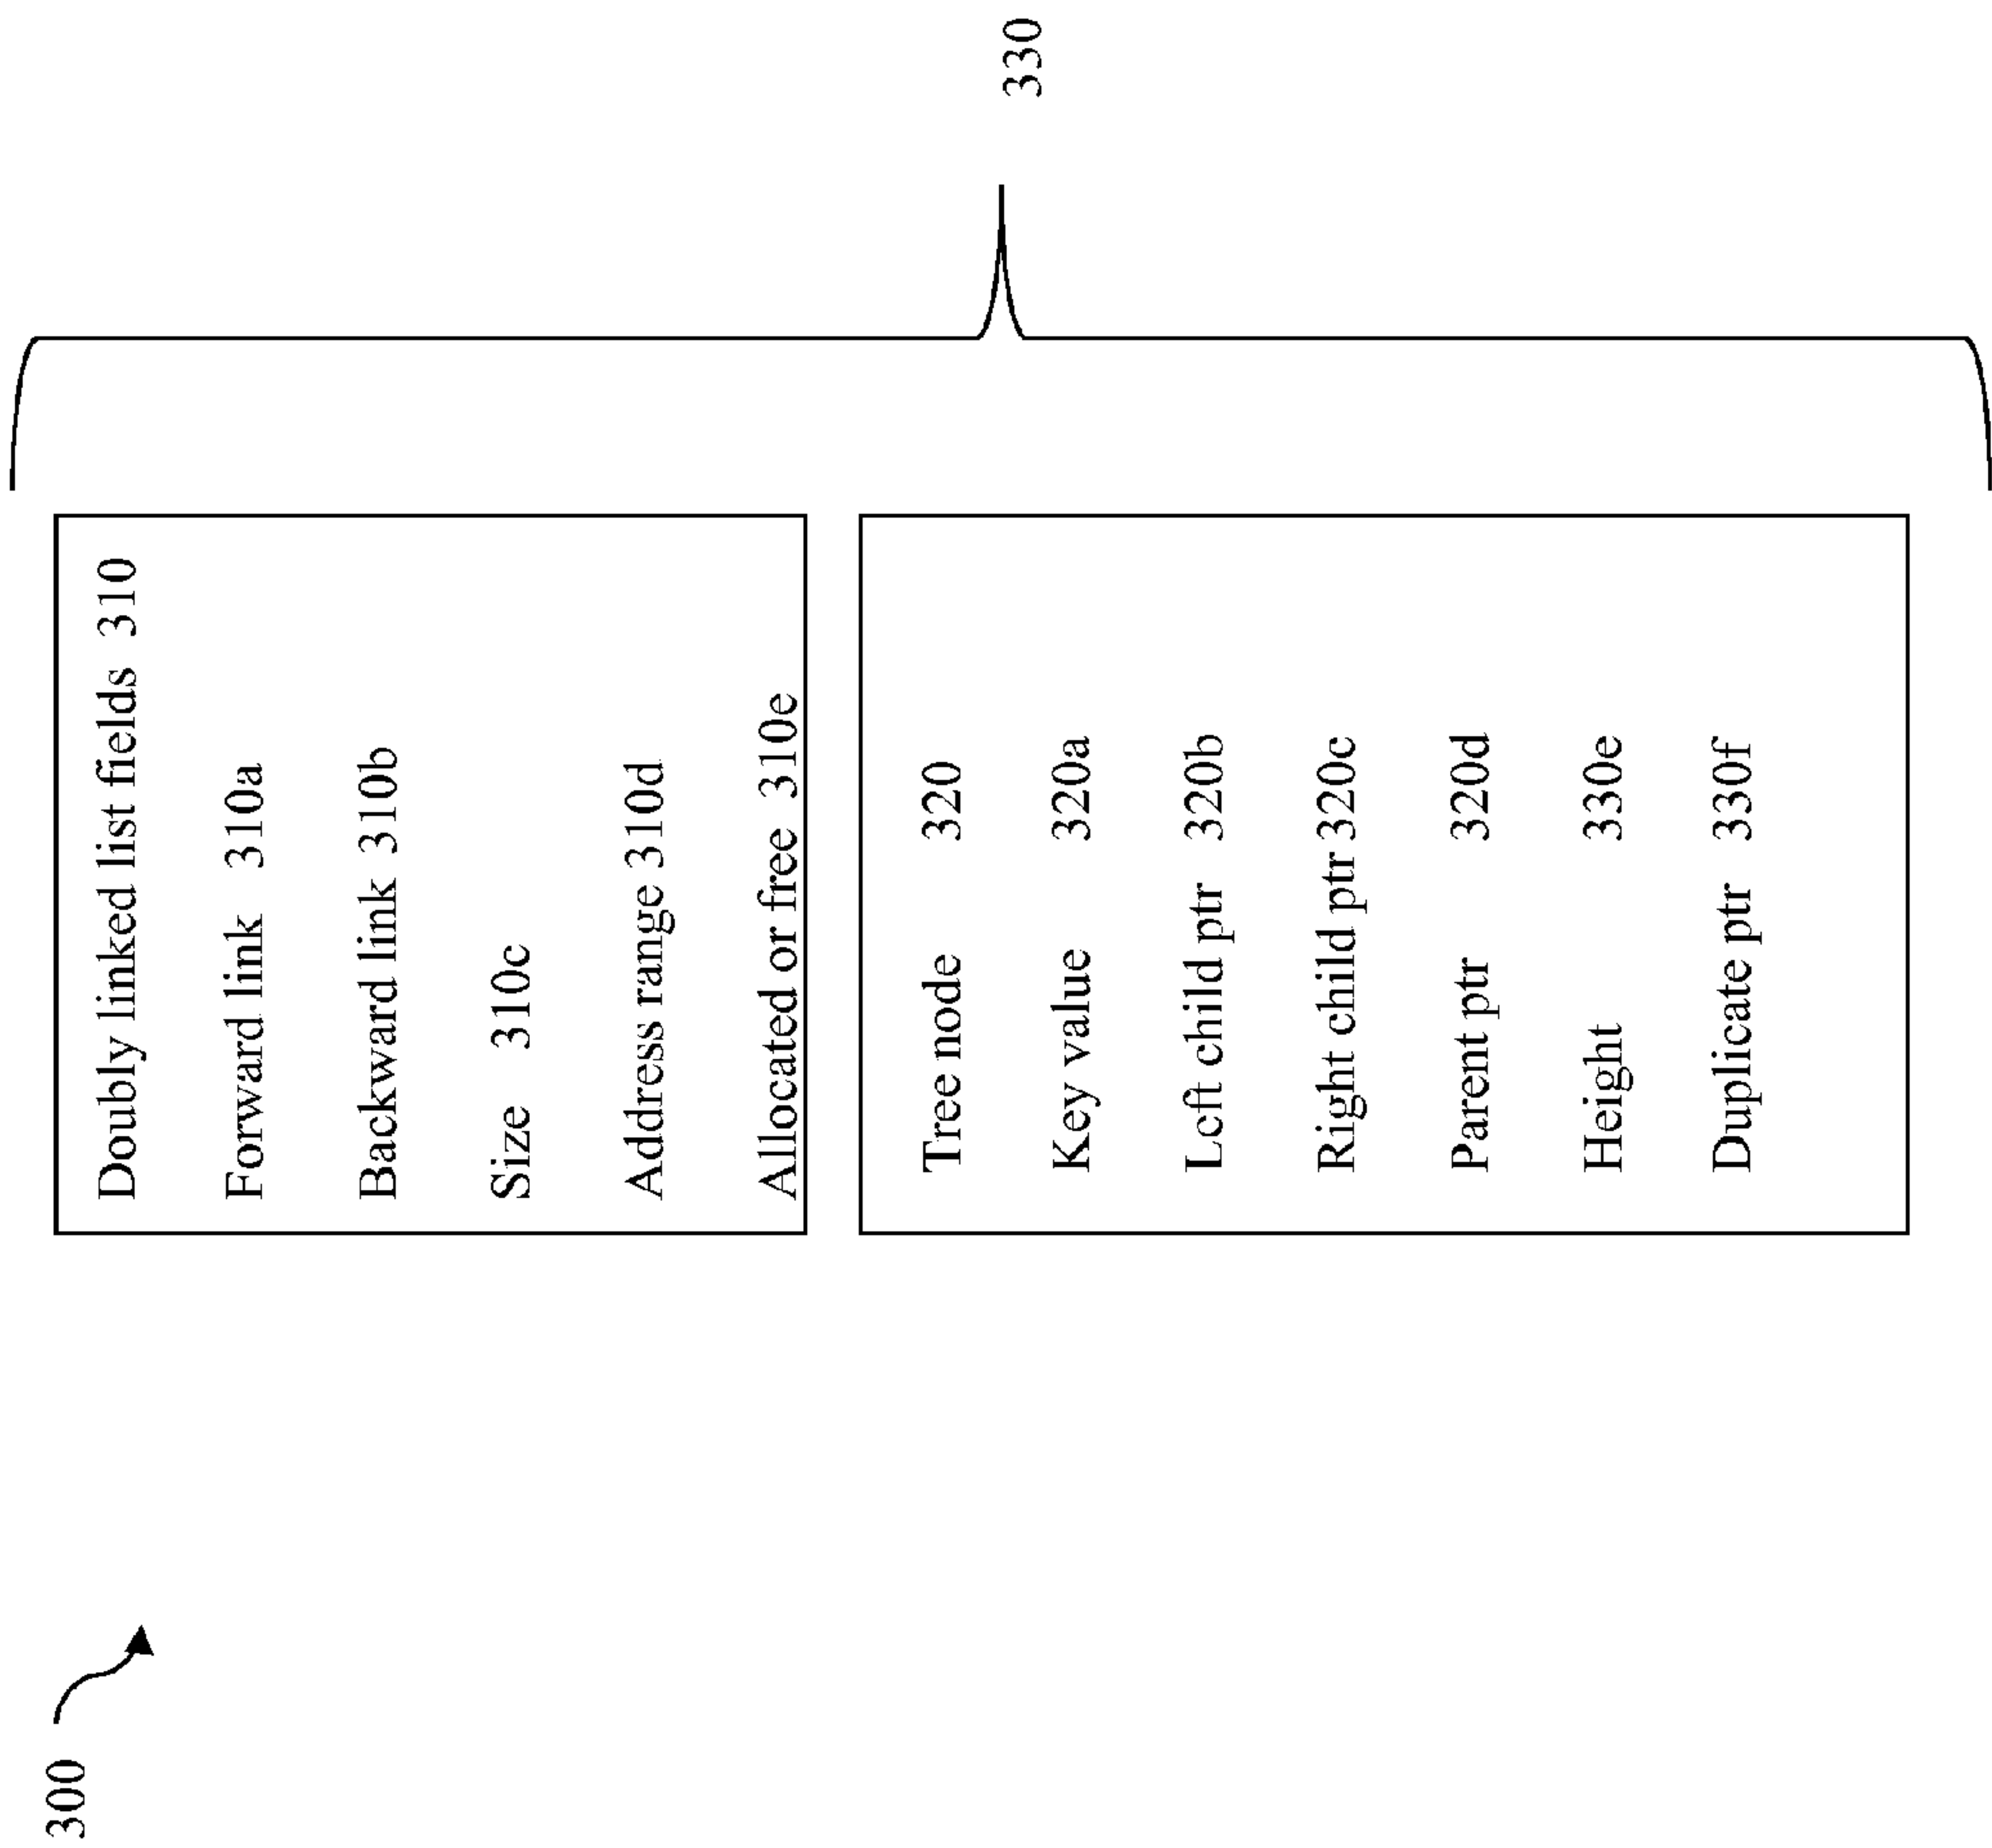 300
Doubly linked list fields 310
Forward link 310a
Backward link 310b
Size 310c
Address range 310d
Allocated or free 310e
Tree node 320
Key value 320a
Left child ptr 320b
Right child ptr 320c
Parent ptr 320d
Height 330e
Duplicate ptr 330f
330